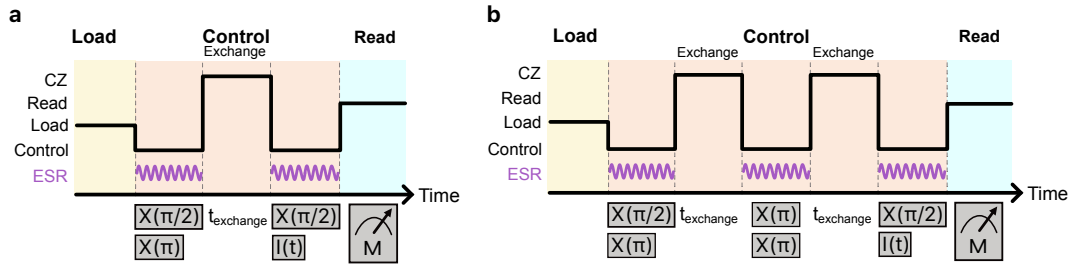 a
Load Control Read
Exchange
CZ
Read
Load
Control
ESR
Time
X(π/2) t_exchange X(π/2)
X(π) I(t) M
b
Load Control Read
Exchange Exchange
CZ
Read
Load
Control
ESR
Time
X(π/2) t_exchange X(π) t_exchange X(π/2)
X(π) X(π) I(t) M